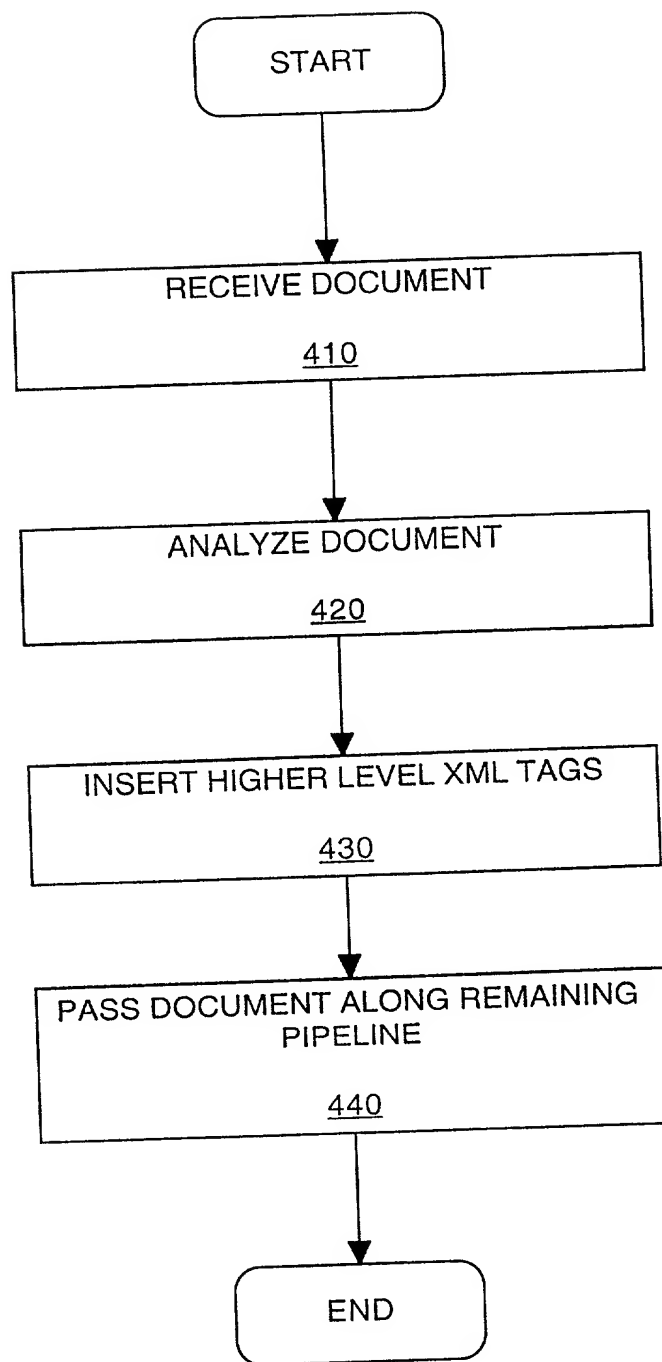 START
RECEIVE DOCUMENT
410
ANALYZE DOCUMENT
420
INSERT HIGHER LEVEL XML TAGS
430
PASS DOCUMENT ALONG REMAINING
PIPELINE
440
END